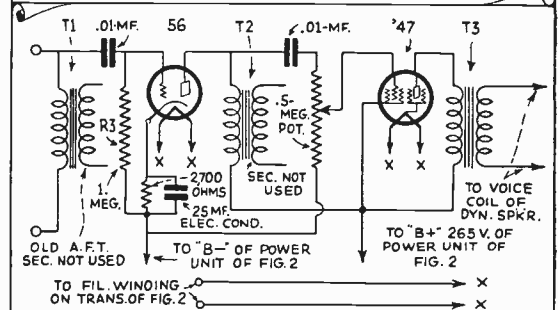 T1
.01-MF.
56
T2
.01-MF.
'47
T3
R3
1.
MEG.
.5-
MEG.
POT.
X X
X X
2700
OHMS
25 MF.
ELEC. COND.
SEC. NOT
USED
OLD A.F.T.
SEC. NOT USED
TO "B-" OF POWER
UNIT OF FIG. 2
TO "B+" 265 V. OF
POWER UNIT OF
FIG. 2
TO VOICE
COIL OF
DYN. SPKR.
TO FIL. WINDING
ON TRANS. OF FIG. 2
X
X